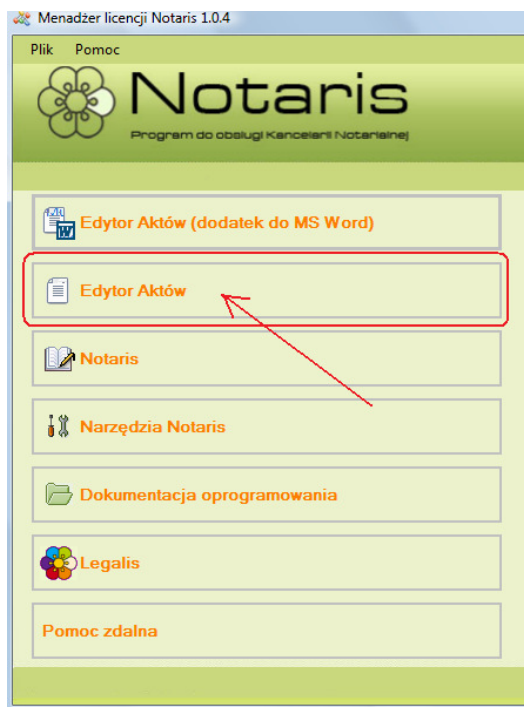 Menadżer licencji Notaris 1.0.4
Plik Pomoc
Notaris
Program do obsługi Kancelarii Notarialnej
Edytor Aktów (dodatek do MS Word)
Edytor Aktów
Notaris
Narzędzia Notaris
Dokumentacja oprogramowania
Legalis
Pomoc zdalna